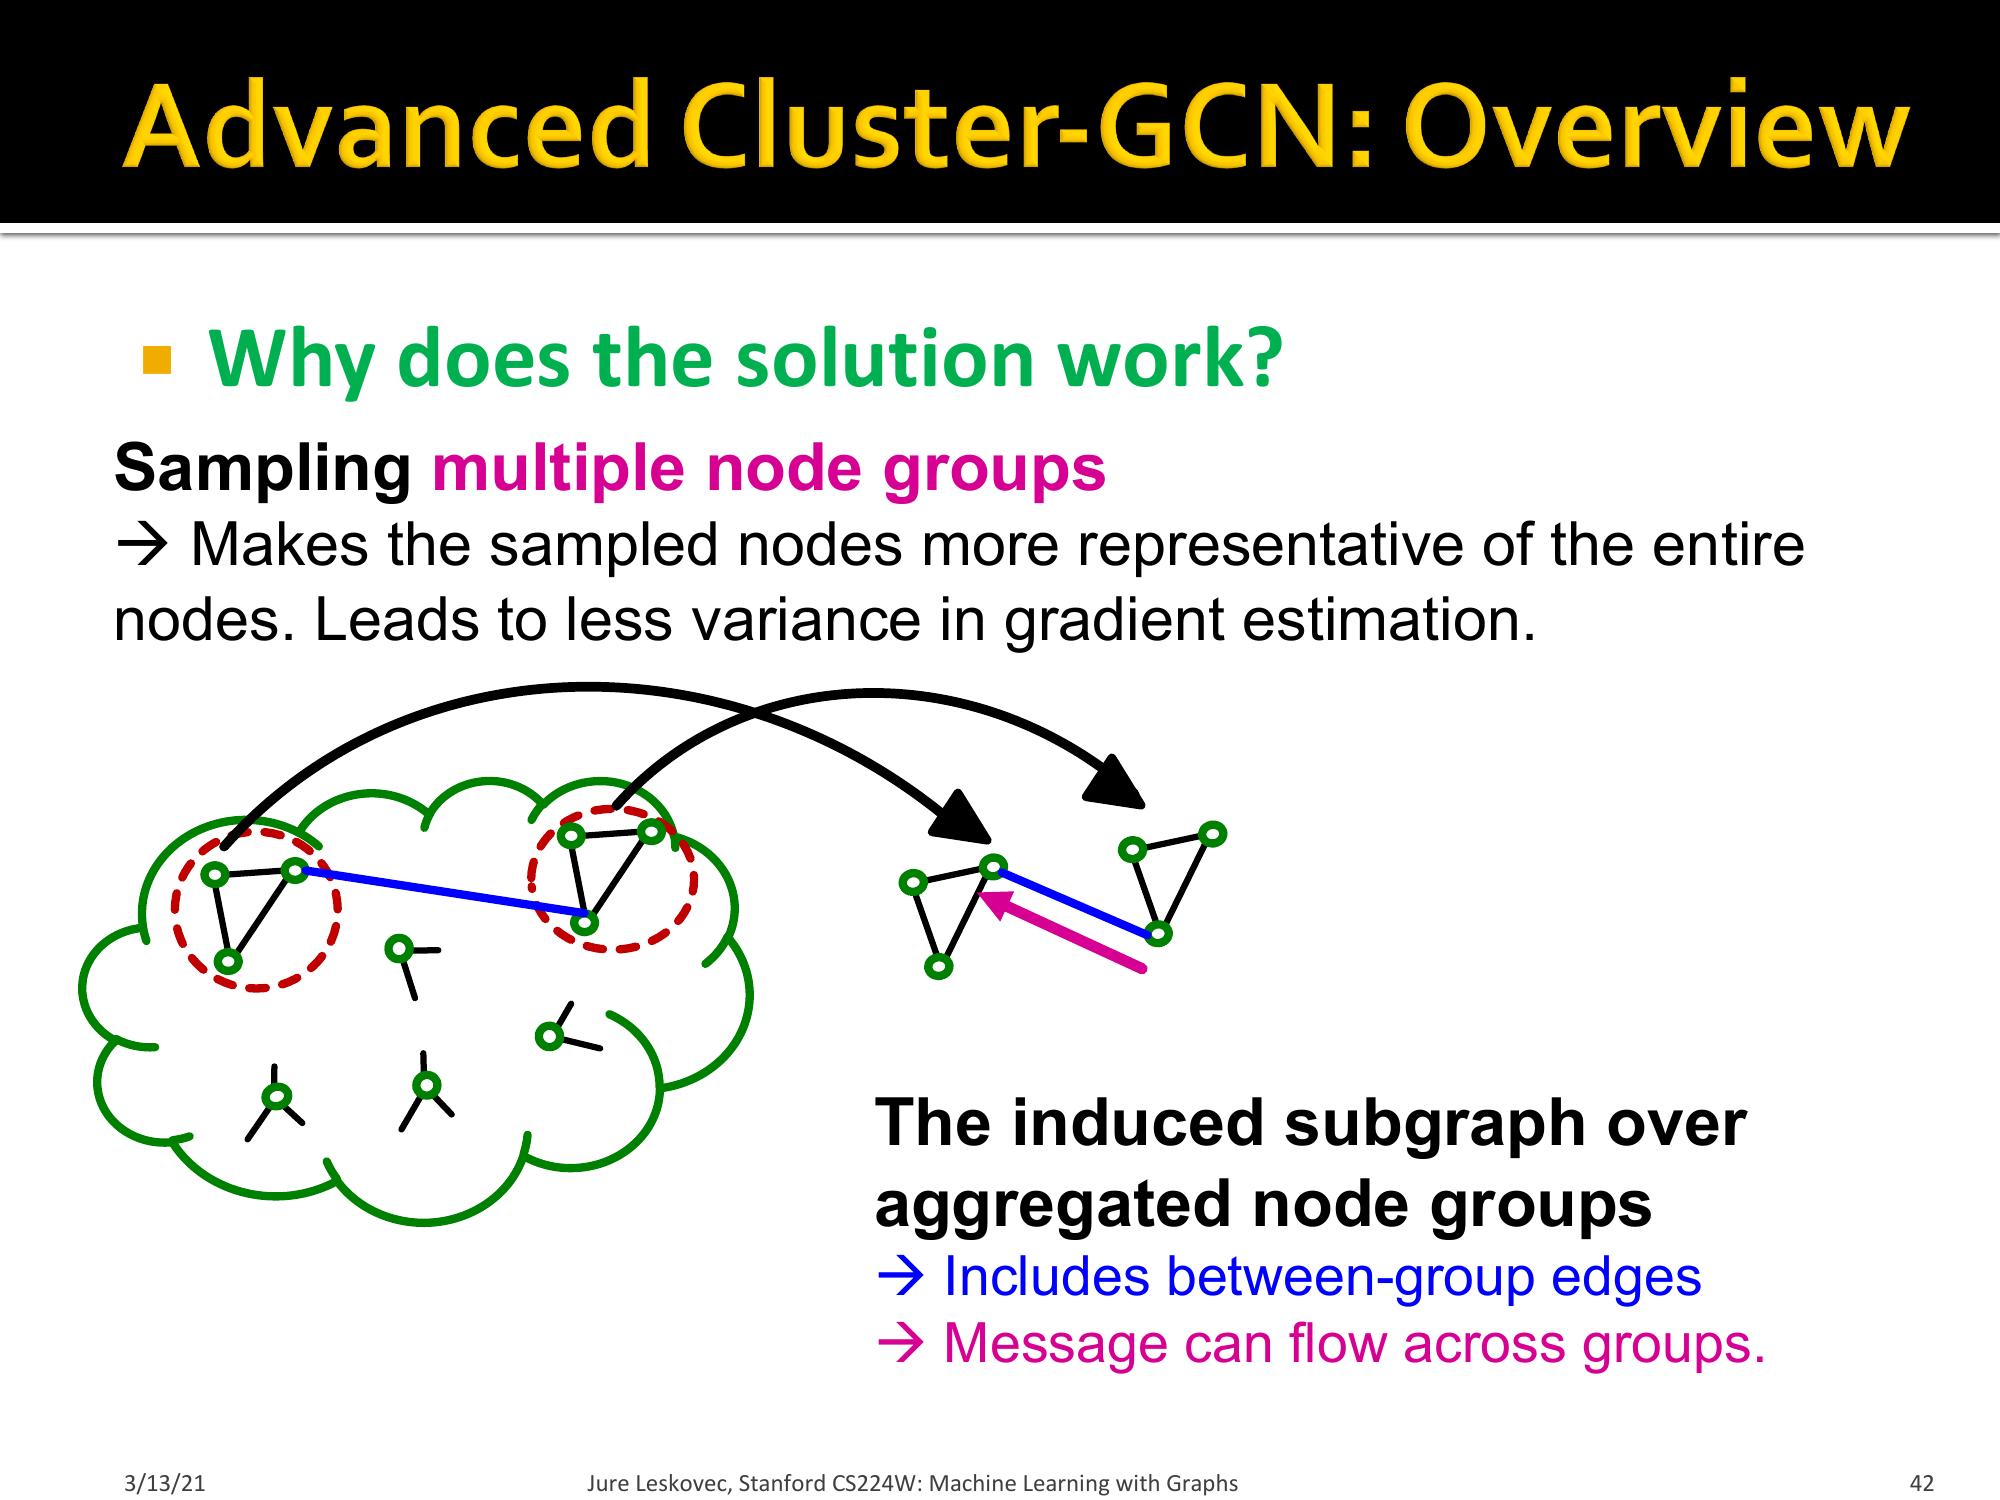 Advanced Cluster-GCN: Overview
▪ Why does the solution work?
Sampling multiple node groups
→ Makes the sampled nodes more representative of the entire
nodes. Leads to less variance in gradient estimation.
The induced subgraph over
aggregated node groups
→ Includes between-group edges
→ Message can flow across groups.
3/13/21
Jure Leskovec, Stanford CS224W: Machine Learning with Graphs
42